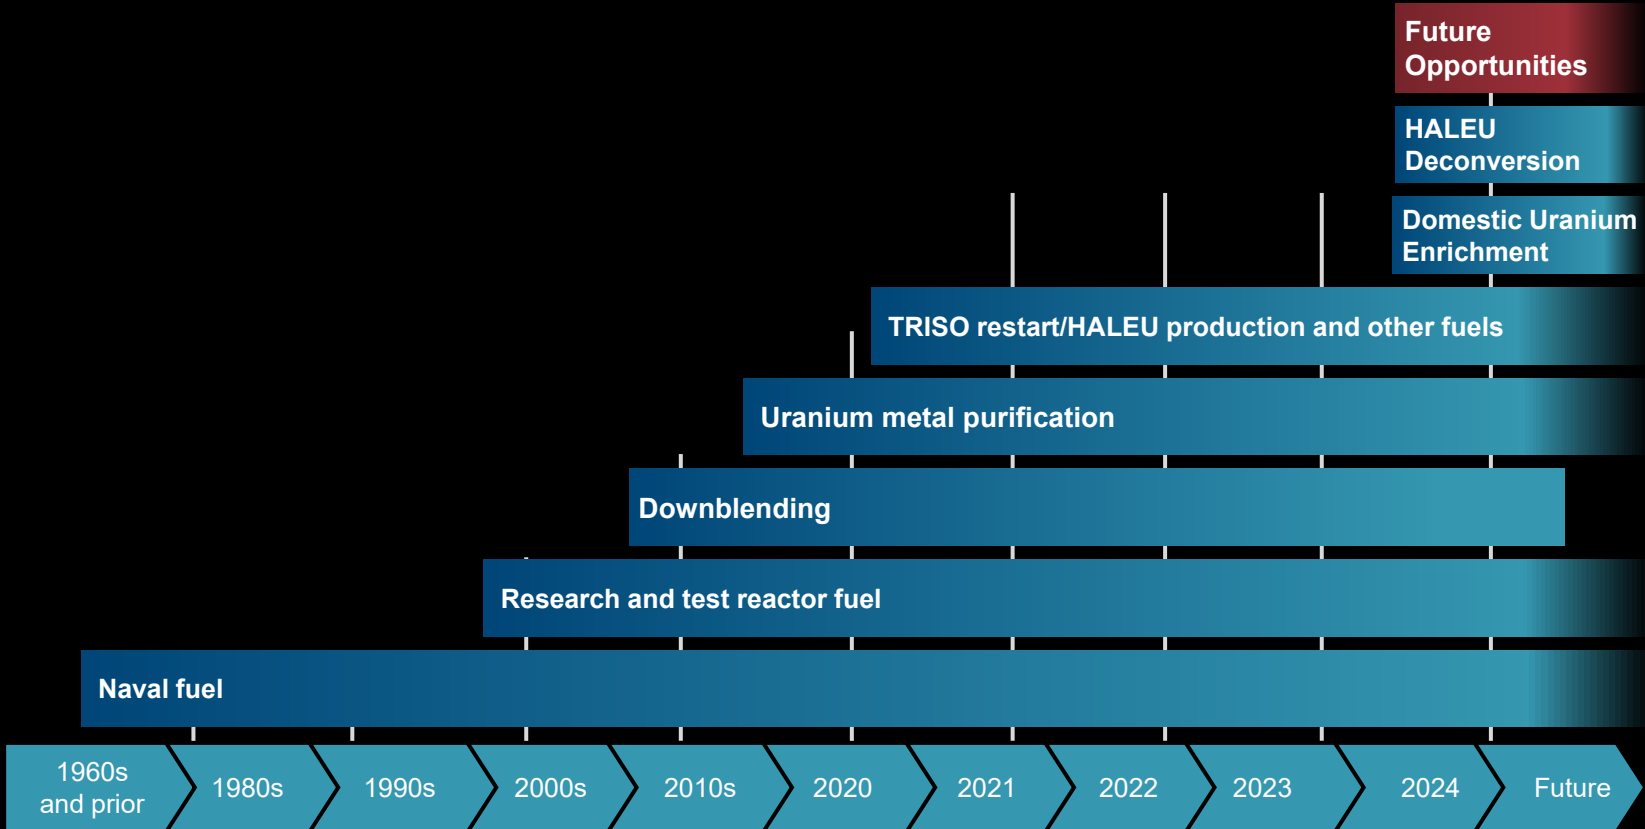 Future
Opportunities
HALEU
Deconversion
Domestic Uranium
Enrichment
TRISO restart/HALEU production and other fuels
Uranium metal purification
Downblending
Research and test reactor fuel
Naval fuel
1960s
and prior
1980s
1990s
2000s
2010s
2020
2021
2022
2023
2024
Future